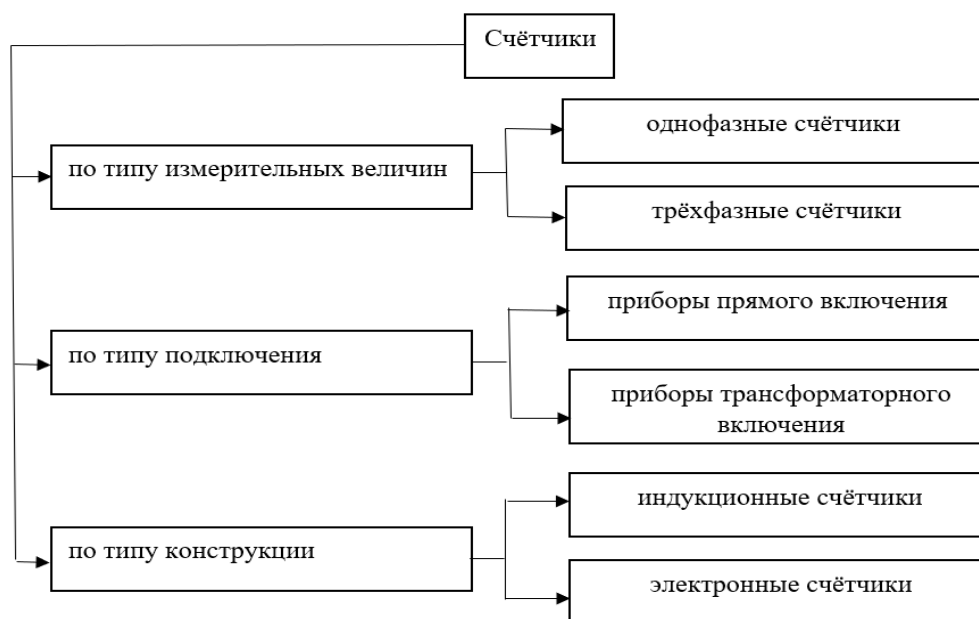 Счётчики
по типу измерительных величин
однофазные счётчики
трёхфазные счётчики
по типу подключения
приборы прямого включения
приборы трансформаторного
включения
по типу конструкции
индукционные счётчики
электронные счётчики